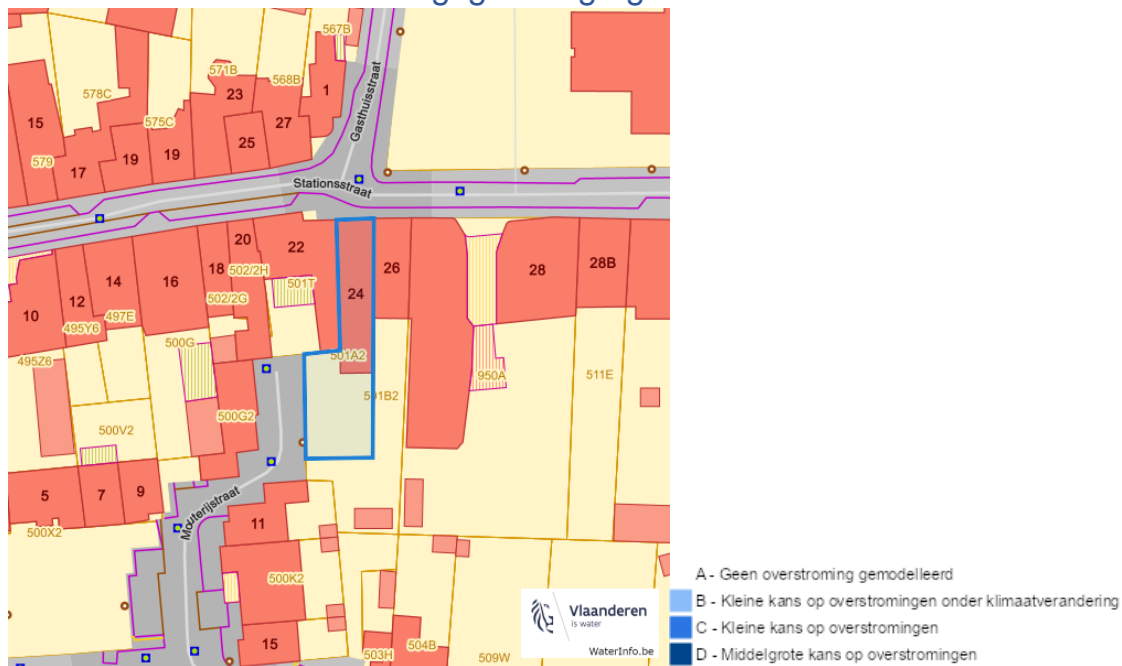 567B
571B
568B
578C
23
1
575C
27
15
25
19
19
579
17
Gasthuisstraat
Stationsstraat
20
22
18
502/2H
26
28
28B
14
16
501T
24
12
502/2G
10
497E
495Y6
500G
495Z6
501A2
950A
511E
501B2
500G2
500V2
5
7
9
Mouterijstraat
500X2
11
500K2
15
503H
504B
509W
Vlaanderen
is water
WaterInfo.be
A - Geen overstroming gemodelleerd
B - Kleine kans op overstromingen onder klimaatverandering
C - Kleine kans op overstromingen
D - Middelgrote kans op overstromingen